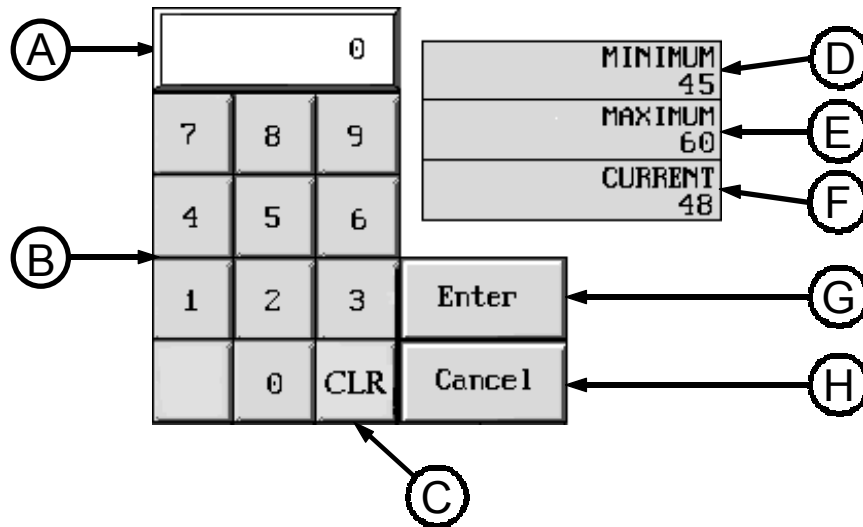 A
0
MINIMUM
45
D
MAXIMUM
60
E
CURRENT
48
F
7 8 9
4 5 6
B
1 2 3
Enter
G
0 CLR
Cancel
H
C